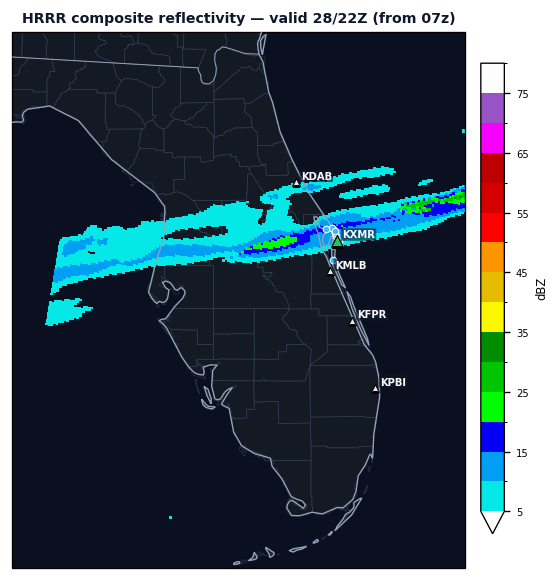 HRRR composite reflectivity — valid 28/22Z (from 07z)
KDAB
KXMR
KMLB
KFPR
KPBI
75
65
55
45
35
25
15
5
dBZ